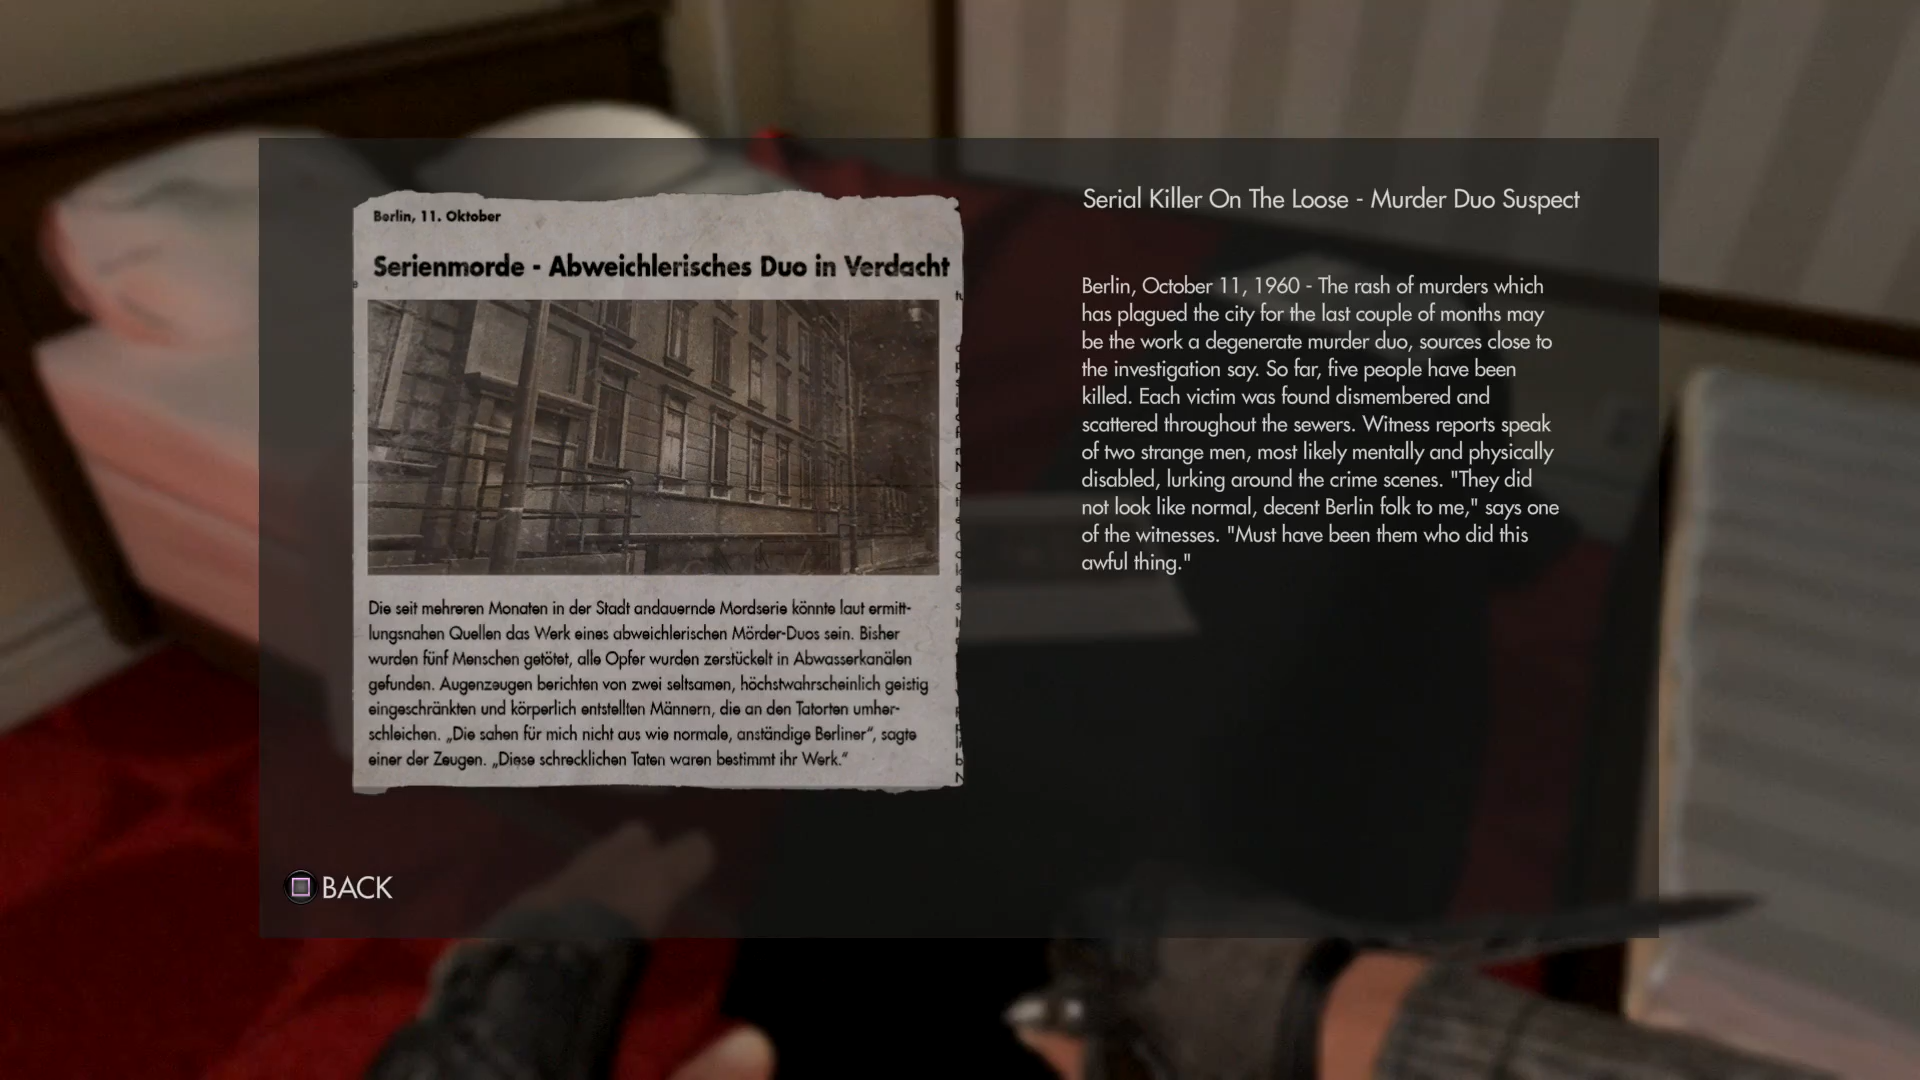 Berlin, 11. Oktober
Serienmorde - Abweichlerisches Duo in Verdacht
Die seit mehreren Monaten in der Stadt andauernde Mordserie könnte laut ermitt-
lungsnahen Quellen das Werk eines abweichlerischen Mörder-Duos sein. Bisher
wurden fünf Menschen getötet, alle Opfer wurden zerstückelt in Abwasserkanälen
gefunden. Augenzeugen berichten von zwei seltsamen, höchstwahrscheinlich geistig
eingeschränkten und körperlich entstellten Männern, die an den Tatorten umher-
schleichen. „Die sahen für mich nicht aus wie normale, anständige Berliner“, sagte
einer der Zeugen. „Diese schrecklichen Taten waren bestimmt ihr Werk.“
Serial Killer On The Loose - Murder Duo Suspect
Berlin, October 11, 1960 - The rash of murders which
has plagued the city for the last couple of months may
be the work a degenerate murder duo, sources close to
the investigation say. So far, five people have been
killed. Each victim was found dismembered and
scattered throughout the sewers. Witness reports speak
of two strange men, most likely mentally and physically
disabled, lurking around the crime scenes. "They did
not look like normal, decent Berlin folk to me," says one
of the witnesses. "Must have been them who did this
awful thing."
BACK